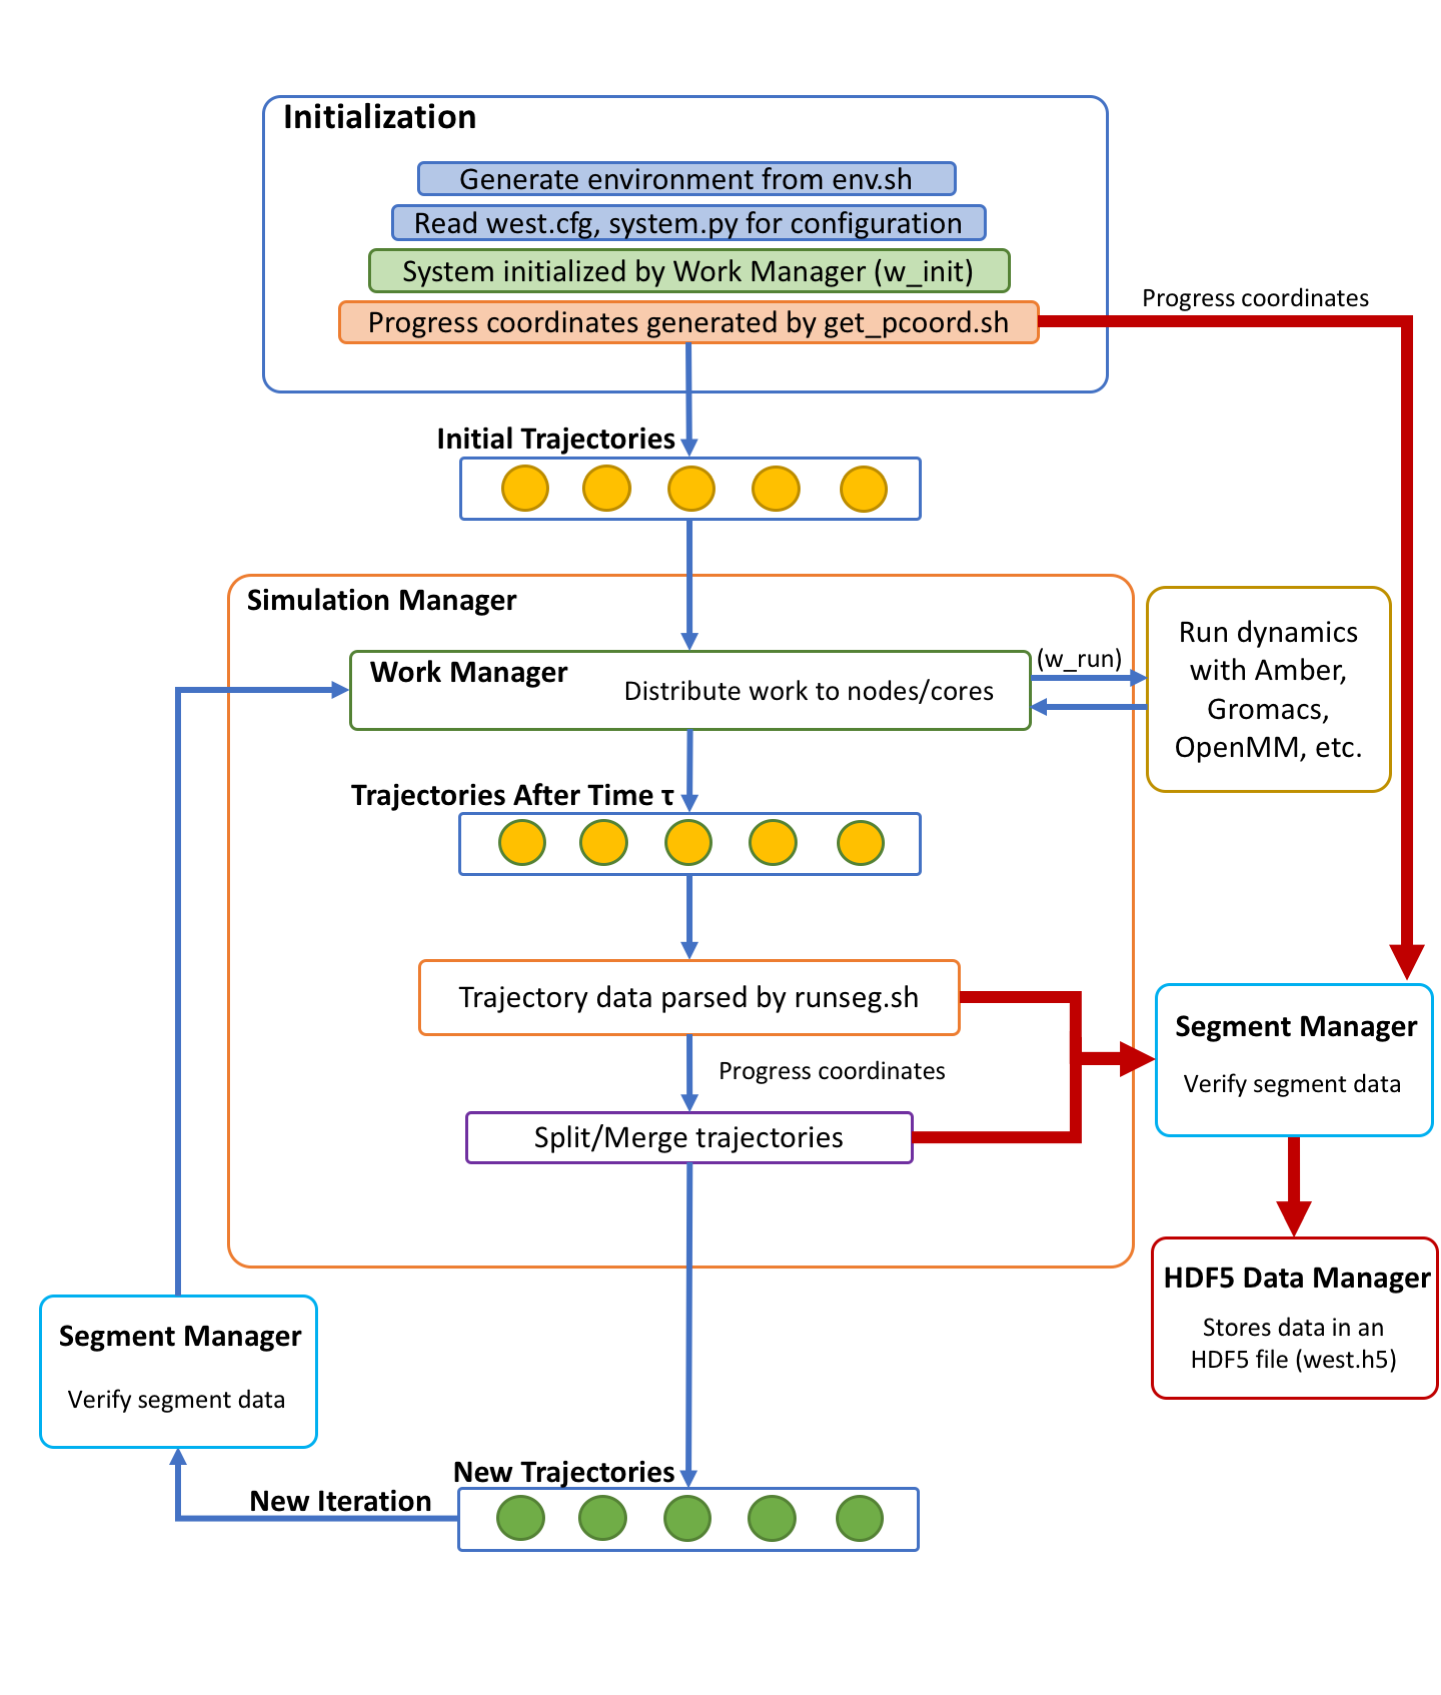 Initialization
Generate environment from env.sh
Read west.cfg, system.py for configuration
System initialized by Work Manager (w_init)
Progress coordinates generated by get_pcoord.sh
Progress coordinates
Initial Trajectories
Simulation Manager
Work Manager
Distribute work to nodes/cores
(w_run)
Run dynamics
with Amber,
Gromacs,
OpenMM, etc.
Trajectories After Time τ
Trajectory data parsed by runseg.sh
Progress coordinates
Split/Merge trajectories
Segment Manager
Verify segment data
HDF5 Data Manager
Stores data in an
HDF5 file (west.h5)
Segment Manager
Verify segment data
New Trajectories
New Iteration